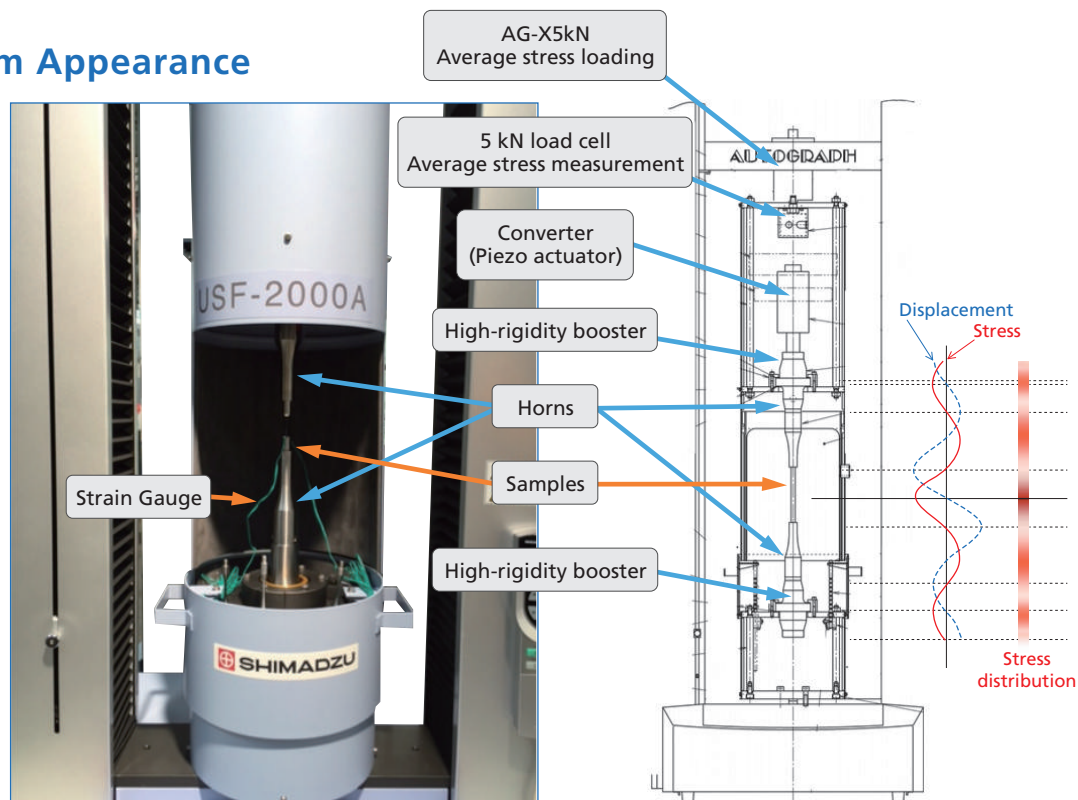 m Appearance
AG-X5kN
Average stress loading
5 kN load cell
Average stress measurement
Converter
(Piezo actuator)
High-rigidity booster
Horns
Samples
Strain Gauge
High-rigidity booster
USF-2000A
SHIMADZU
AUTOGRAPH
Displacement
Stress
Stress
distribution